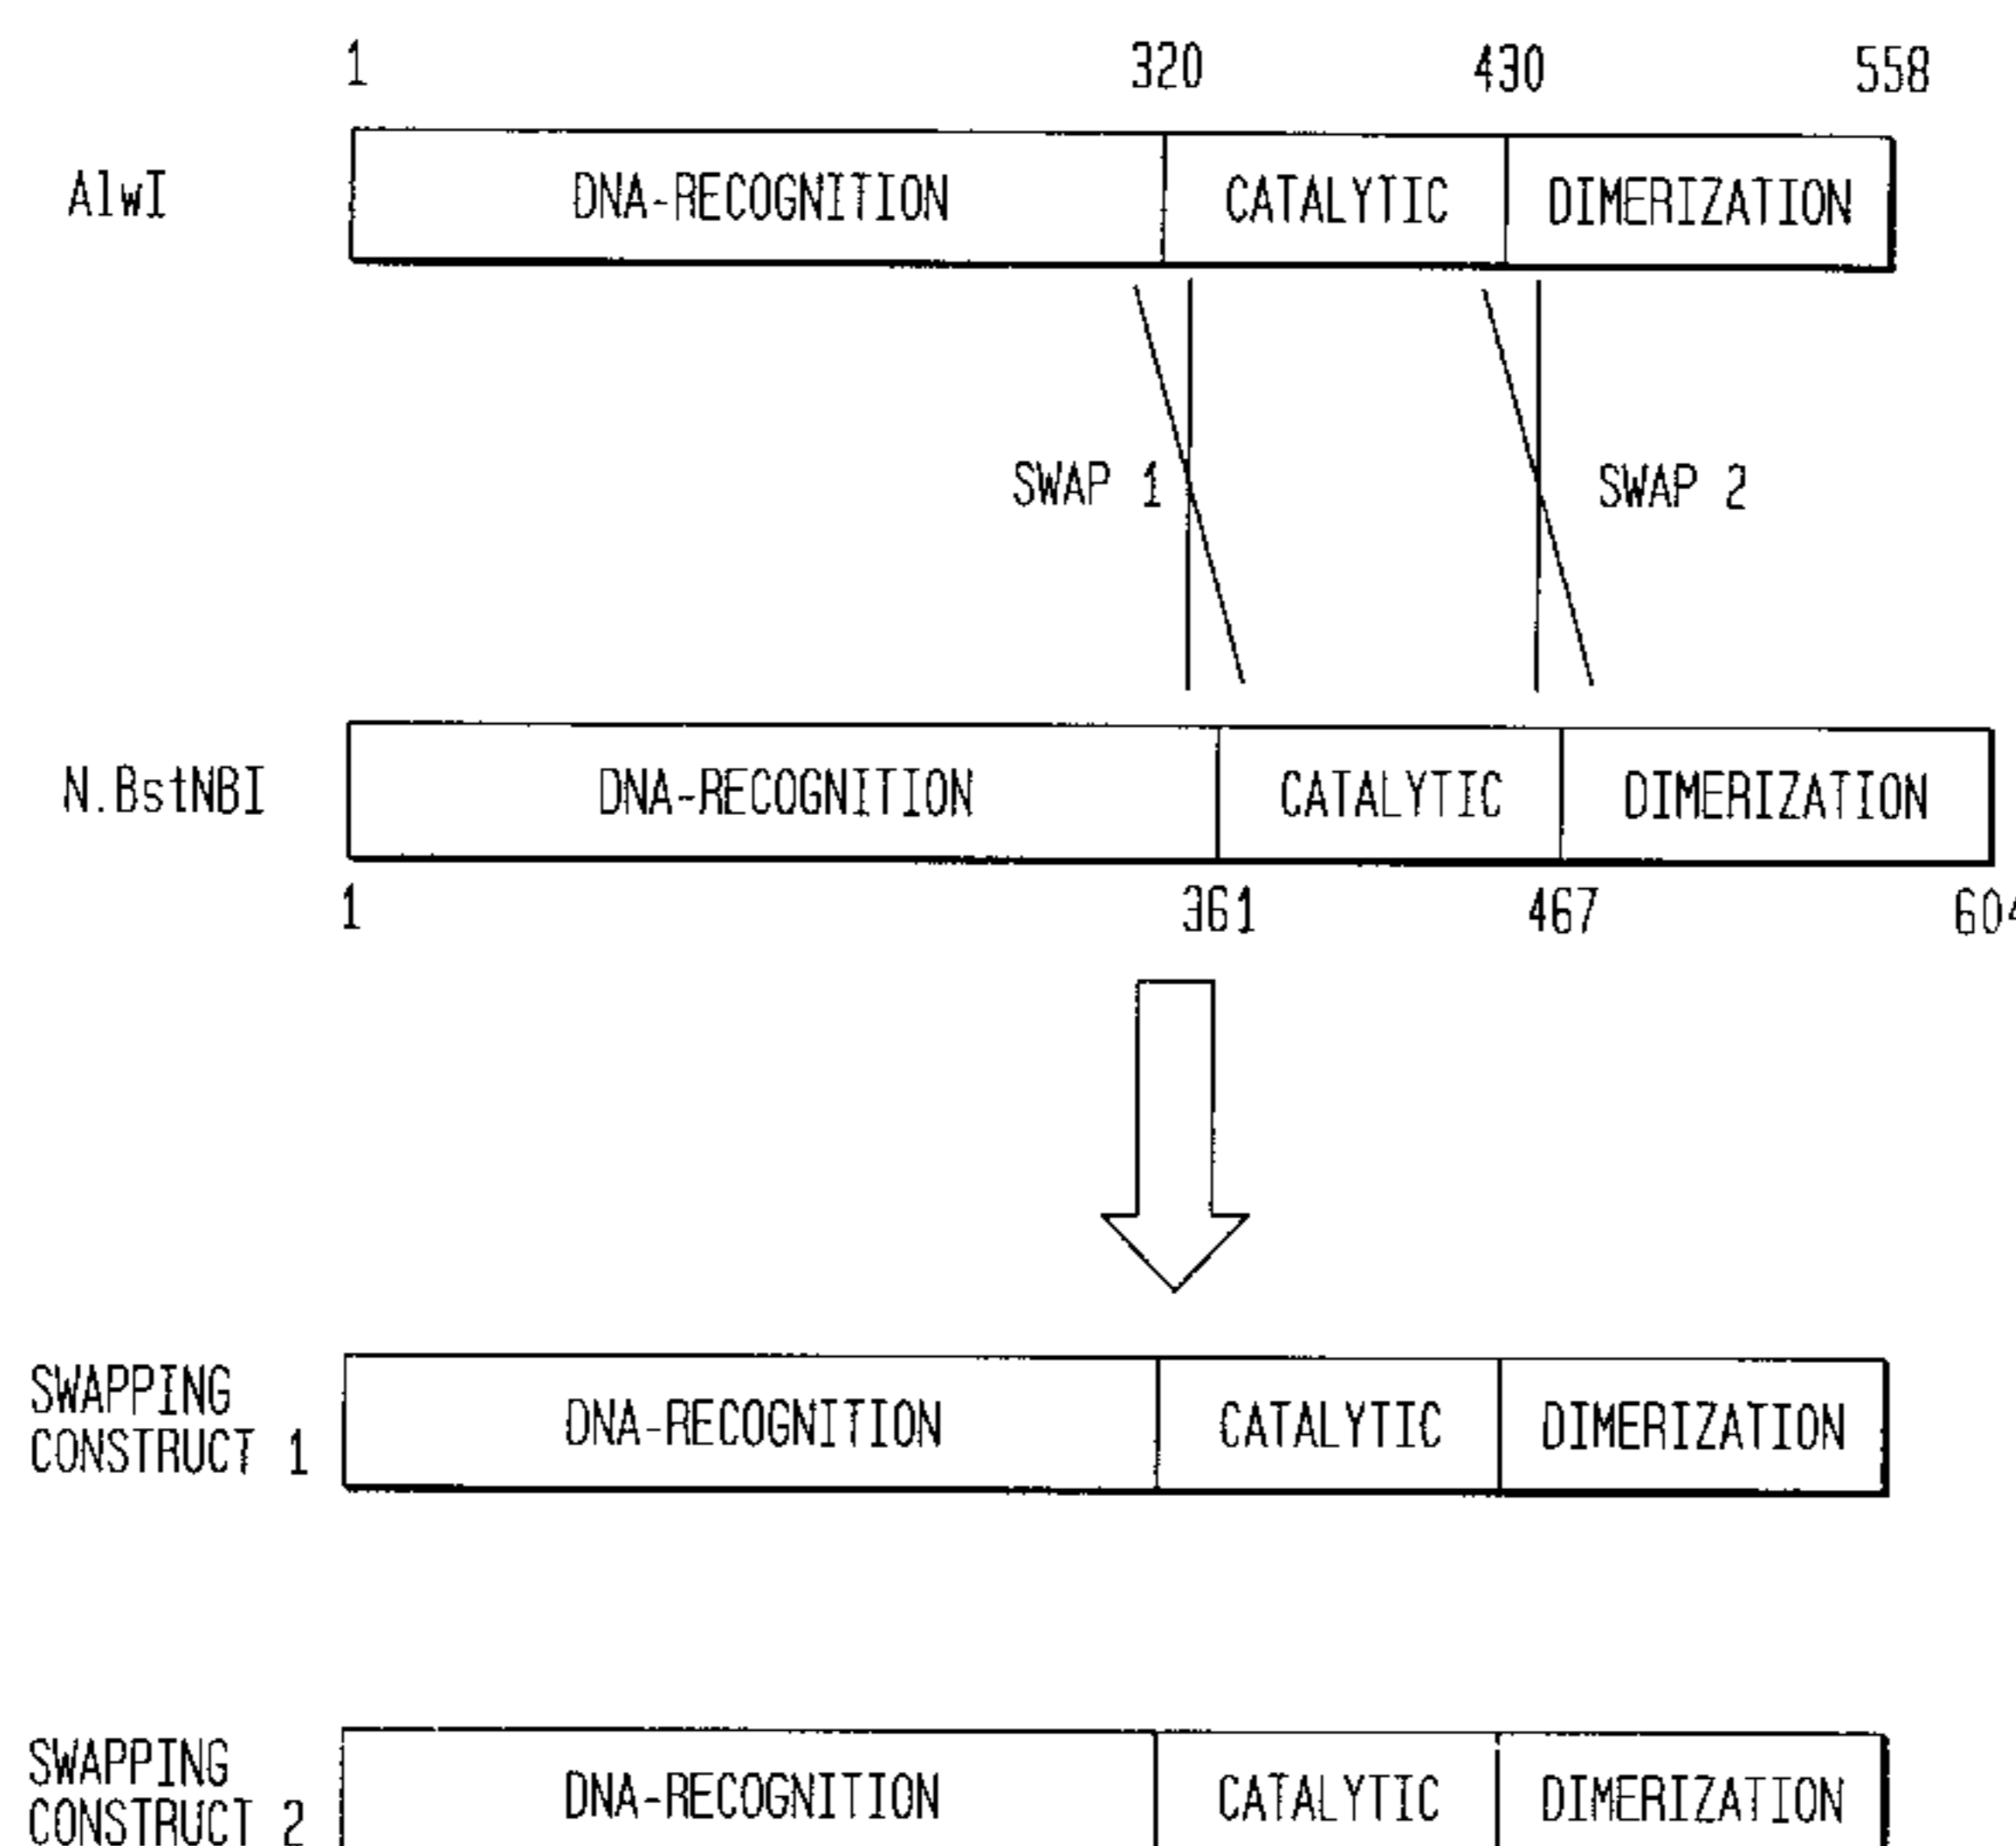 1 320 430 558
AlwI DNA-RECOGNITION CATALYTIC DIMERIZATION
SWAP 1 SWAP 2
N.BstNBI DNA-RECOGNITION CATALYTIC DIMERIZATION
1 361 467 604
SWAPPING
CONSTRUCT 1
DNA-RECOGNITION CATALYTIC DIMERIZATION
SWAPPING
CONSTRUCT 2
DNA-RECOGNITION CATALYTIC DIMERIZATION